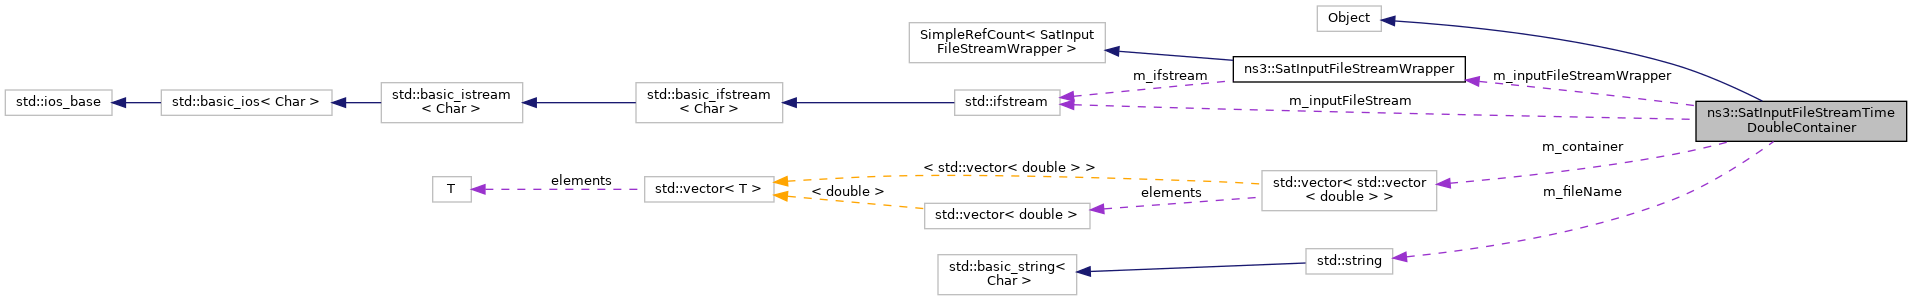 Object
SimpleRefCount< SatInput
FileStreamWrapper >
ns3::SatInputFileStreamWrapper
m_ifstream
m_inputFileStreamWrapper
std::ios_base
std::basic_ios< Char >
std::basic_istream
< Char >
std::basic_ifstream
< Char >
std::ifstream
m_inputFileStream
ns3::SatInputFileStreamTime
DoubleContainer
m_container
< std::vector< double > >
T
elements
std::vector< T >
< double >
std::vector< double >
elements
std::vector< std::vector
< double > >
m_fileName
std::basic_string<
Char >
std::string